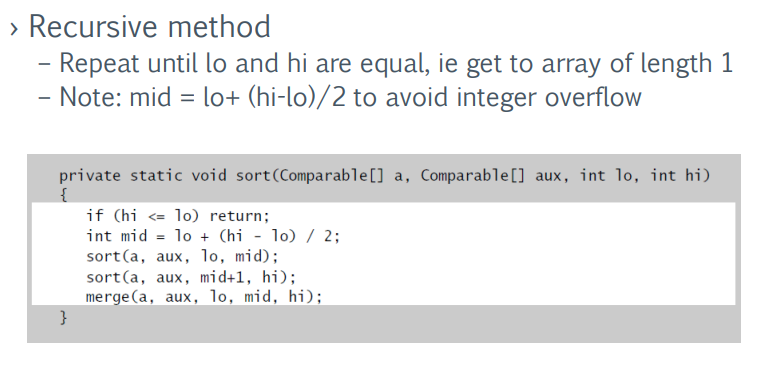 › Recursive method
– Repeat until lo and hi are equal, ie get to array of length 1
– Note: mid = lo+ (hi-lo)/2 to avoid integer overflow
private static void sort(Comparable[] a, Comparable[] aux, int lo, int hi)
{
if (hi <= lo) return;
int mid = lo + (hi - lo) / 2;
sort(a, aux, lo, mid);
sort(a, aux, mid+1, hi);
merge(a, aux, lo, mid, hi);
}